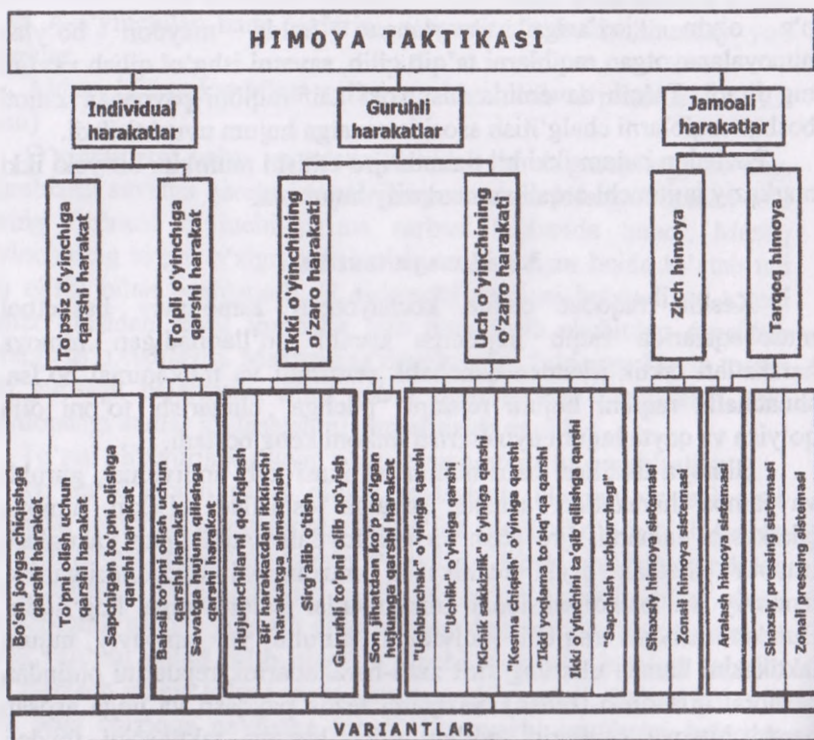 HIMOYA TAKTIKASI
Individual
harakatlar
Guruhli
harakatlar
Jamoali
harakatlar
To'psiz o'yinchiga
qarshi harakat
To'pli o'yinchiga
qarshi harakat
Ikki o'yinchining
o'zaro harakat
Uch o'yinchining
o'zaro harakati
Zich himoya
Tarqoq himoya
Bo'sh joyga chiqishga
qarshi harakat
To'pni olish uchun
qarshi harakat
Sapchigan to'pni olishga
qarshi harakat
Bahsli to'pni olish uchun
qarshi harakat
Savatga hujum qilishga
qarshi harakat
Hujumchilarni qo'riqlash
Bir harakatdan ikkinchi
harakatga almashish
Sirg'alib o'tish
Guruhli to'pni olib qo'yish
Son jihatdan ko'p bo'lgan
hujumga qarshi harakat
"Uchburchak" o'yiniga qarshi
"Uchlik" o'yiniga qarshi
"Kichik sakkizlik" o'yiniga qarshi
"Kesna chiqish" o'yiniga qarshi
"Ikki yoqlama to'siq"qarshi
Ikki o'yinchini ta'qib qilishga qarshi
"Sapchish uchburchagi"
Shaxsiy himoya sistemasi
Zonali himoya sistemasi
Aralash himoya sistemasi
Shaxsiy pressing sistemasi
Zonali pressing sistemasi
VARIANTLAR